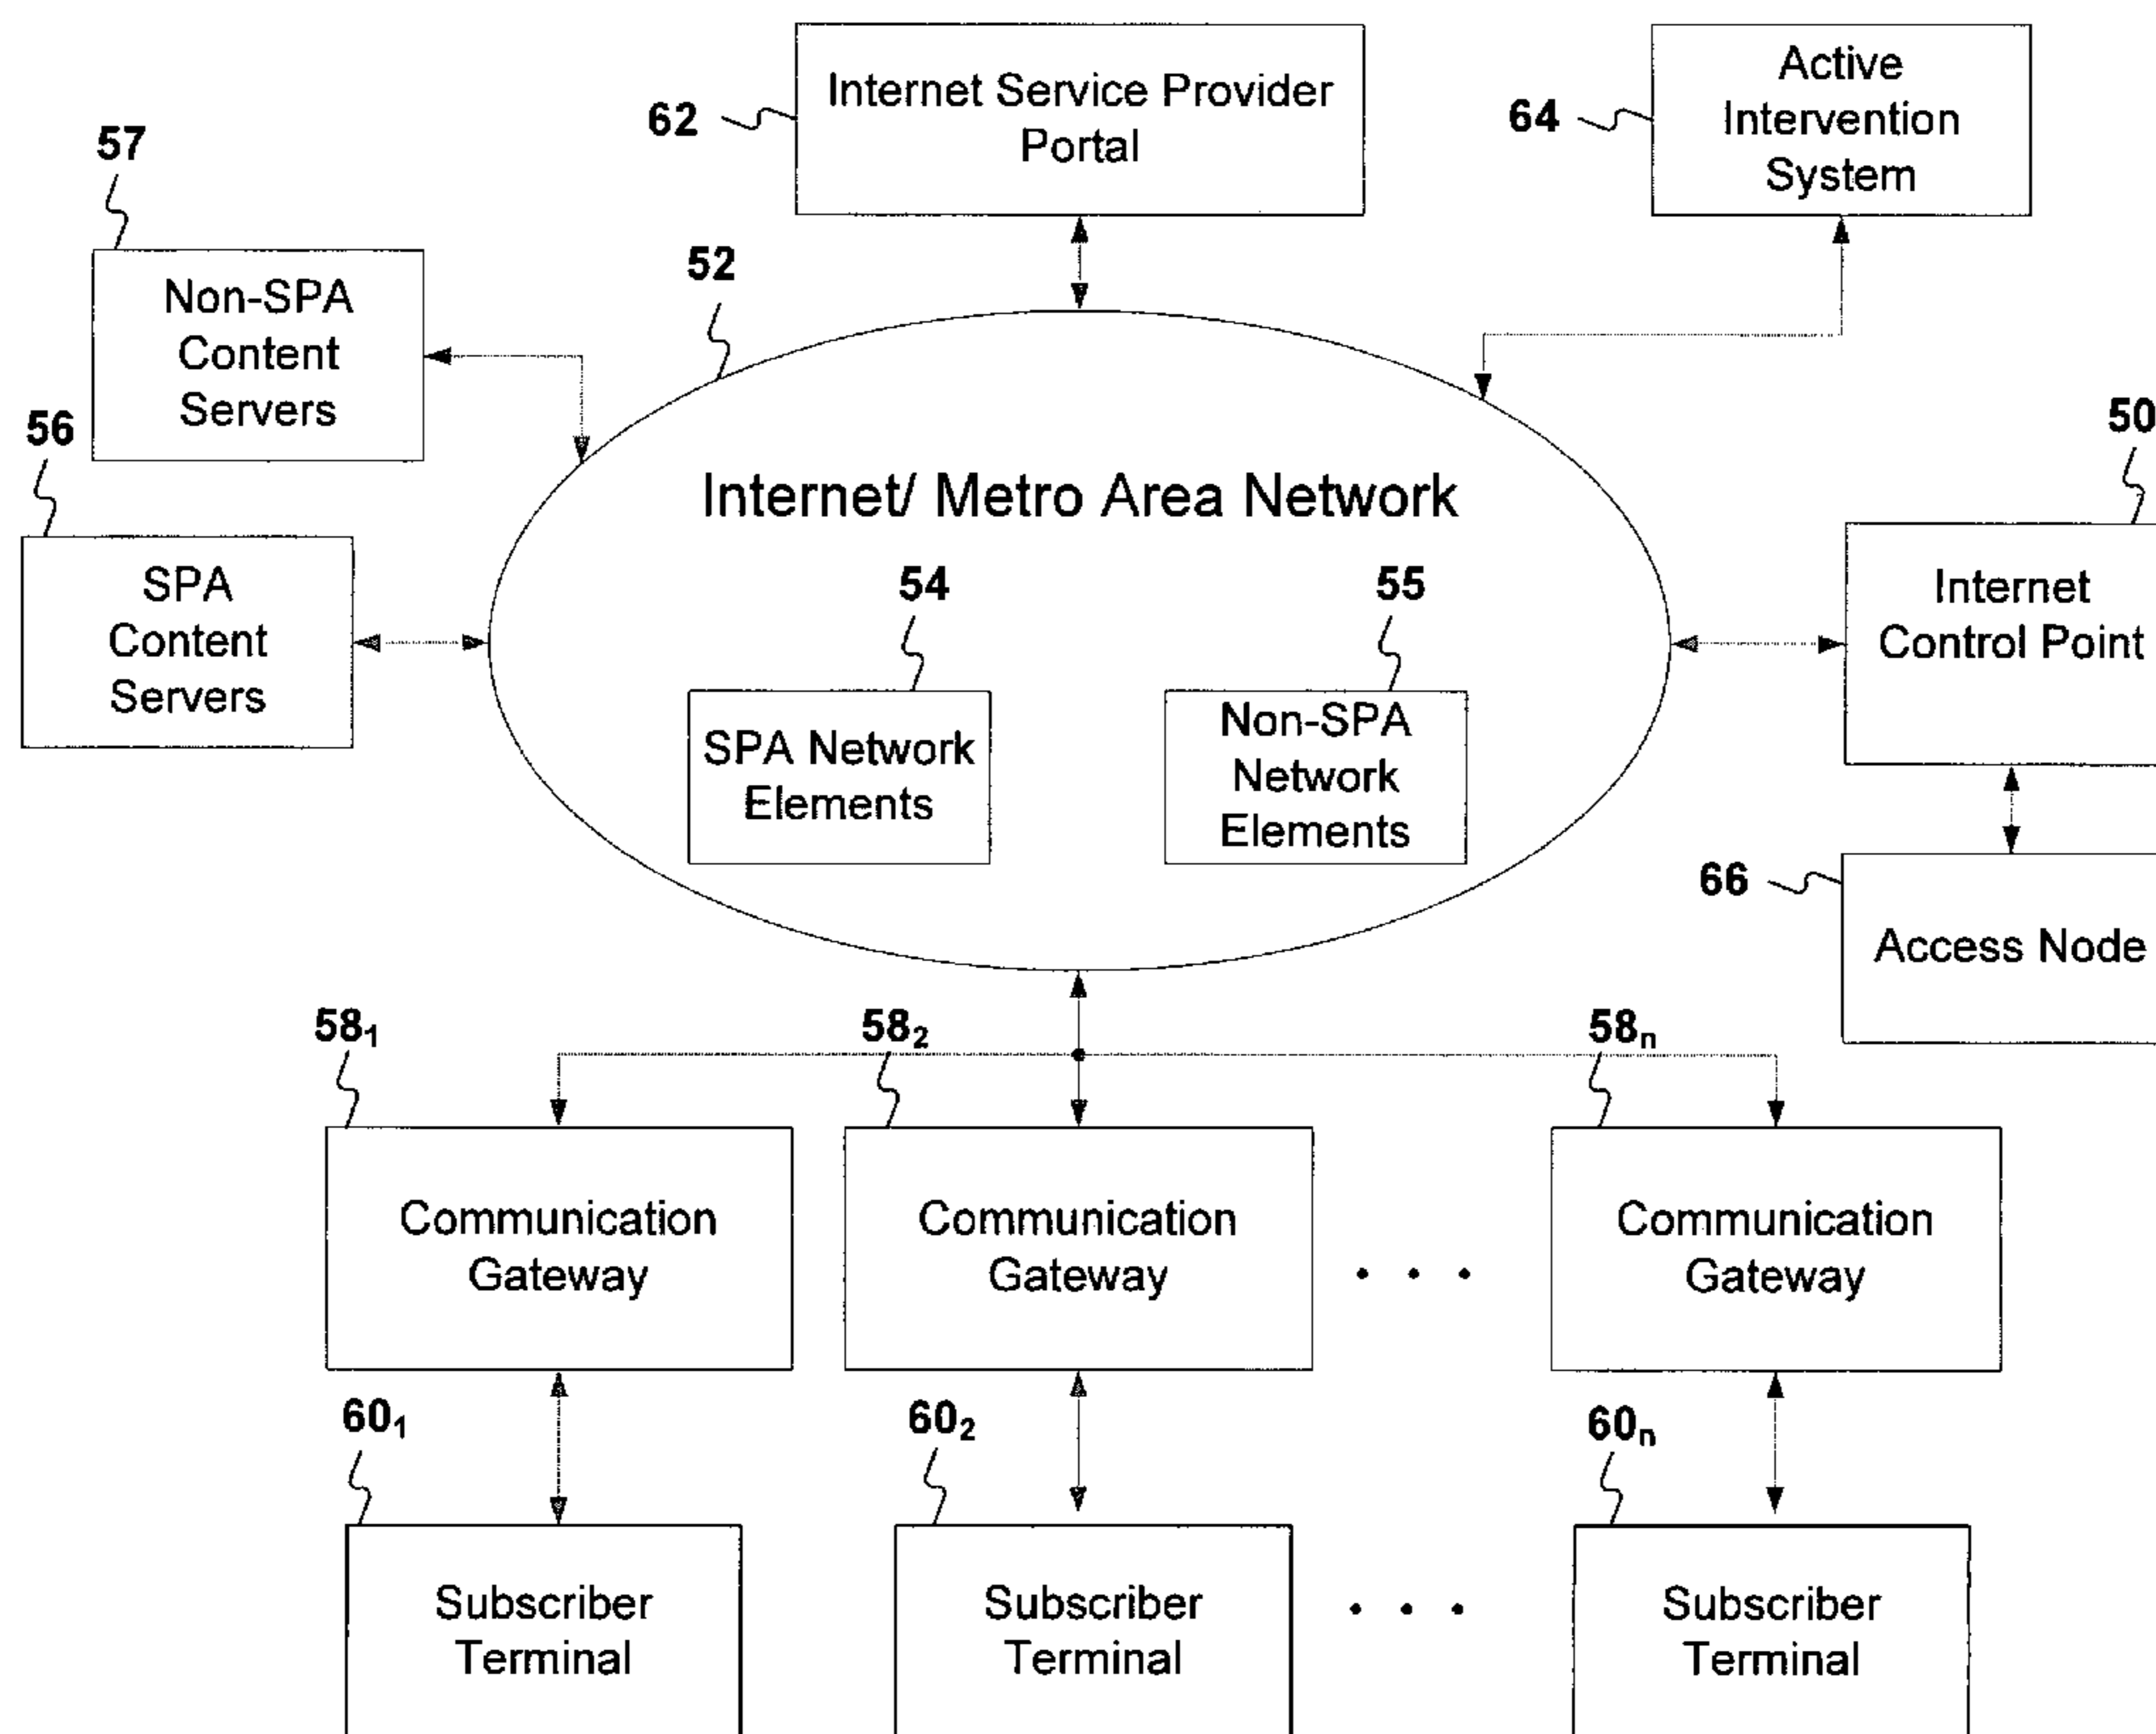 Internet Service Provider
Portal
62
Active
Intervention
System
64
57
Non-SPA
Content
Servers
52
56
SPA
Content
Servers
Internet/ Metro Area Network
54
SPA Network
Elements
55
Non-SPA
Network
Elements
50
Internet
Control Point
66
Access Node
58₁
Communication
Gateway
58₂
Communication
Gateway
• • •
58ₙ
Communication
Gateway
60₁
Subscriber
Terminal
60₂
Subscriber
Terminal
• • •
60ₙ
Subscriber
Terminal